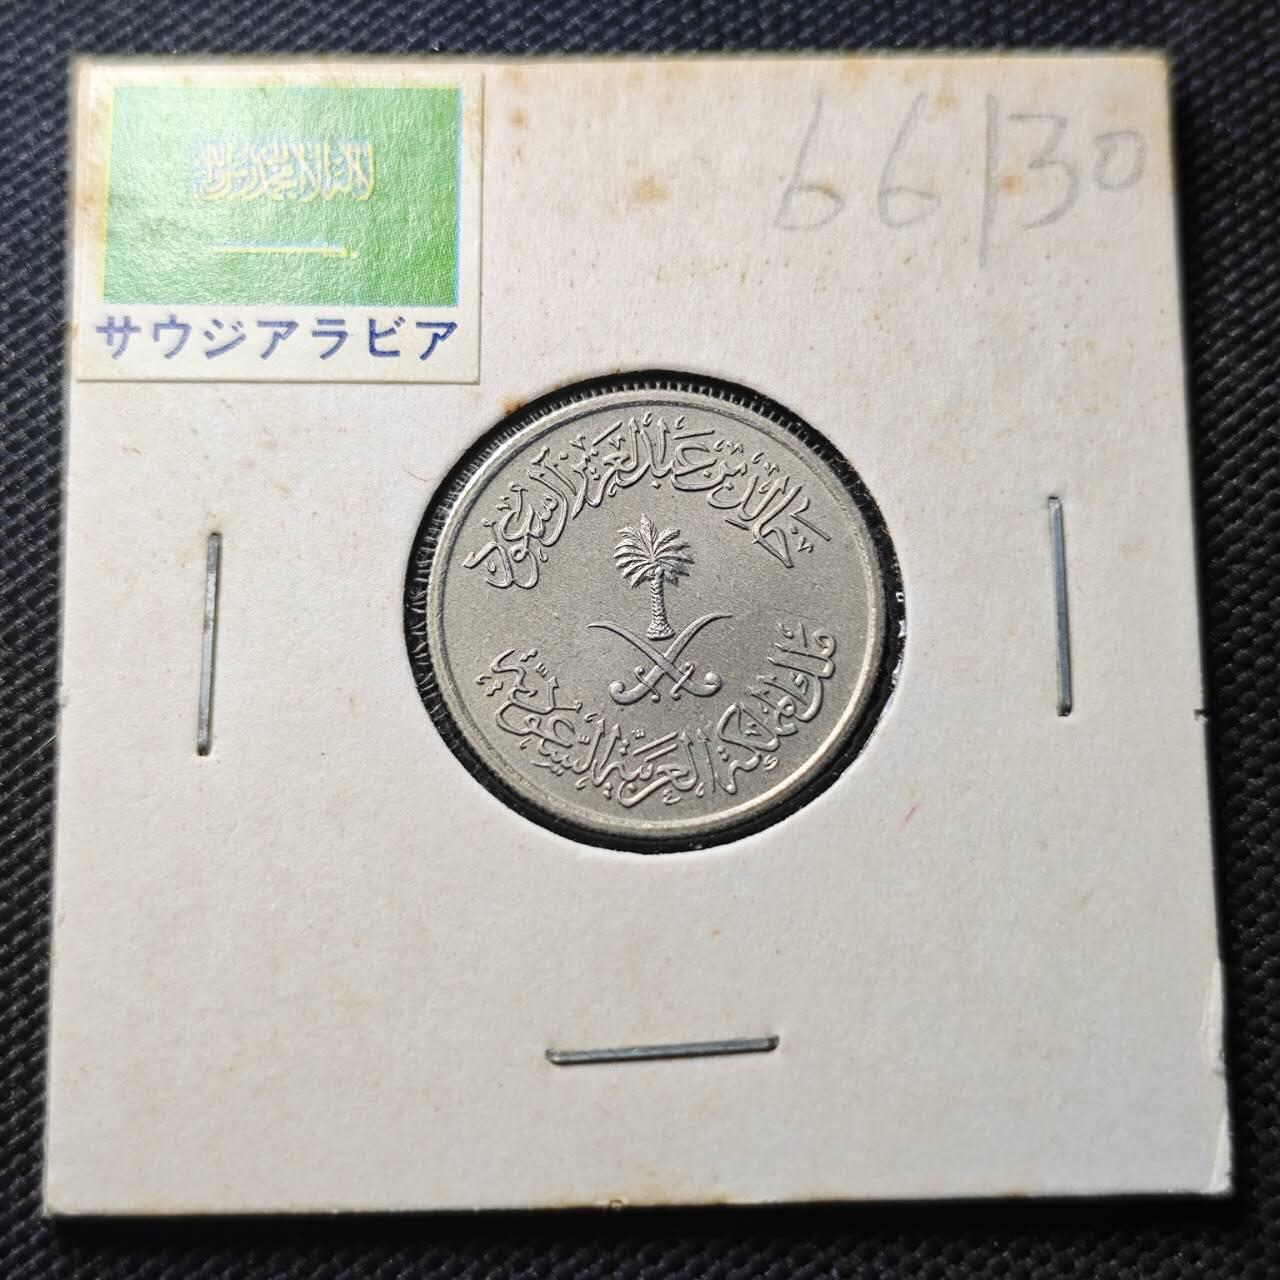 66130
لا إله إلا الله محمد رسول الله
サウジアラビア
خالد بن عبد العزيز آل سعود
ملك المملكة العربية السعودية